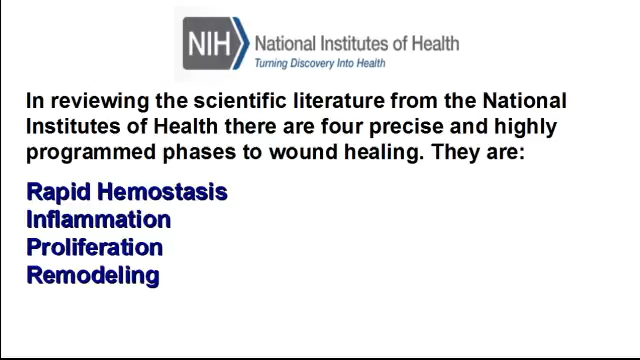 NIH National Institutes of Health
Turning Discovery Into Health
In reviewing the scientific literature from the National
Institutes of Health there are four precise and highly
programmed phases to wound healing. They are:
Rapid Hemostasis
Inflammation
Proliferation
Remodeling